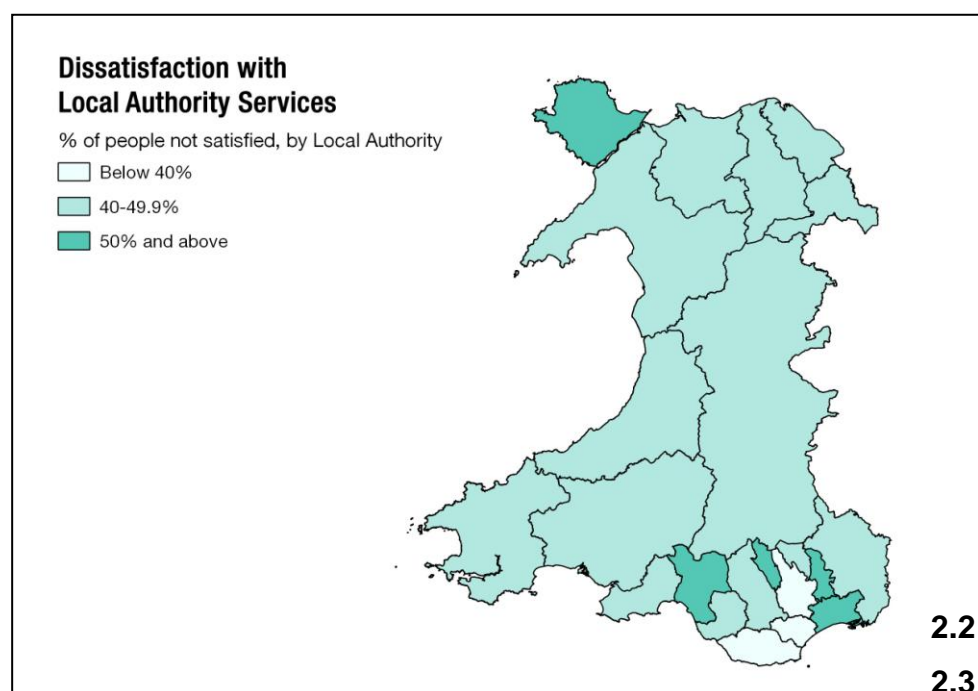 Dissatisfaction with
Local Authority Services
% of people not satisfied, by Local Authority
Below 40%
40-49.9%
50% and above
2.2
2.3